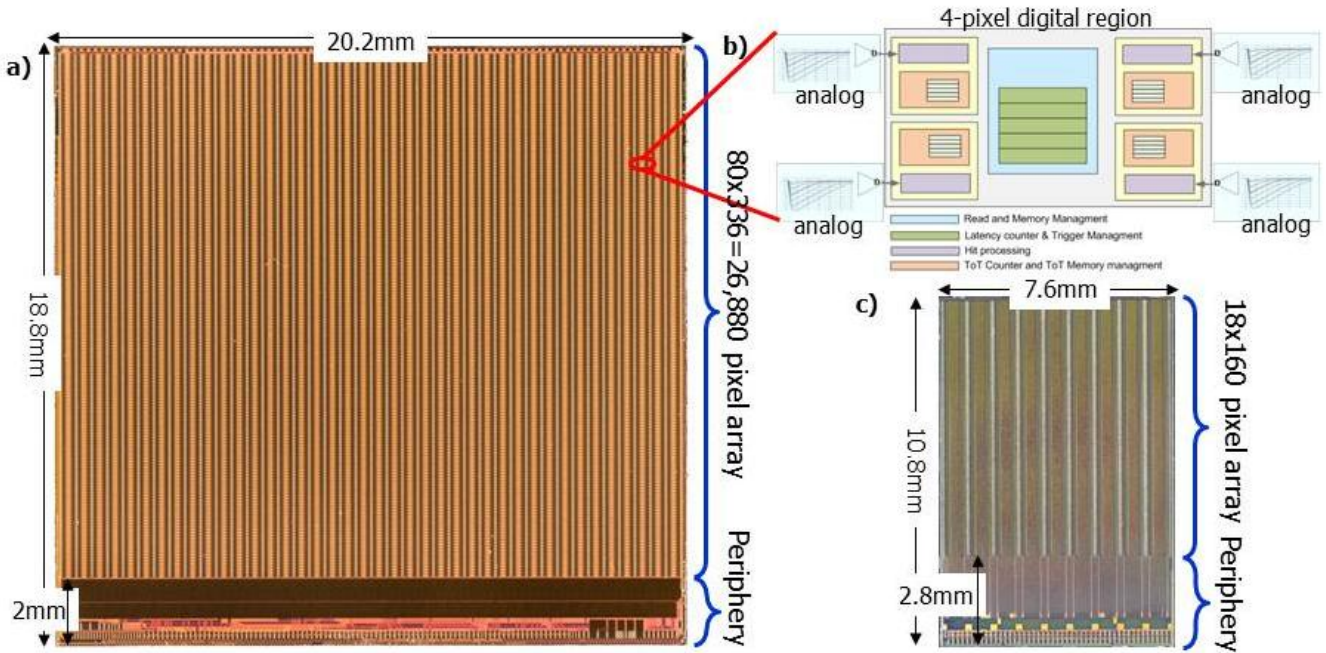 a)
20.2mm
18.8mm
2mm
80x336=26,880 pixel array
Periphery
b)
4-pixel digital region
analog
analog
analog
analog
Read and Memory Managment
Latency counter & Trigger Managment
Hit processing
ToT Counter and ToT Memory managment
c)
7.6mm
10.8mm
2.8mm
18x160 pixel array
Periphery